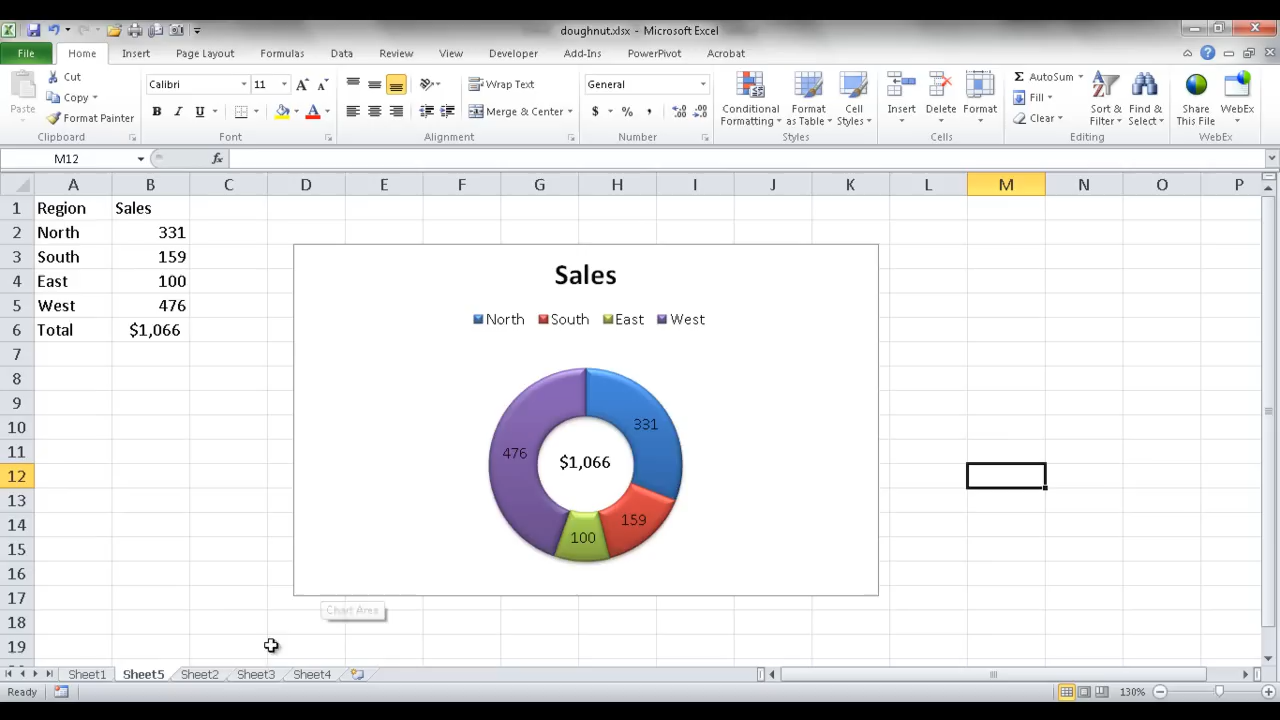 doughnut.xlsx - Microsoft Excel
File Home Insert Page Layout Formulas Data Review View Developer Add-Ins PowerPivot Acrobat
Paste
Cut
Copy
Format Painter
Clipboard
Calibri 11
B I U
Font
Wrap Text
Merge & Center
Alignment
General
$ % ,
Number
Conditional Formatting
Format as Table
Cell Styles
Styles
Insert Delete Format
Cells
AutoSum
Fill
Clear
Sort & Filter
Find & Select
Editing
Share This File
WebEx
WebEx
M12 fx
A B C D E F G H I J K L M N O P
1 Region Sales
2 North 331
3 South 159
4 East 100
5 West 476
6 Total $1,066
7
8
9
10
11
12
13
14
15
16
17
18
19
Sales
North South East West
331
476
$1,066
159
100
Chart Area
Sheet1 Sheet5 Sheet2 Sheet3 Sheet4
Ready 130%